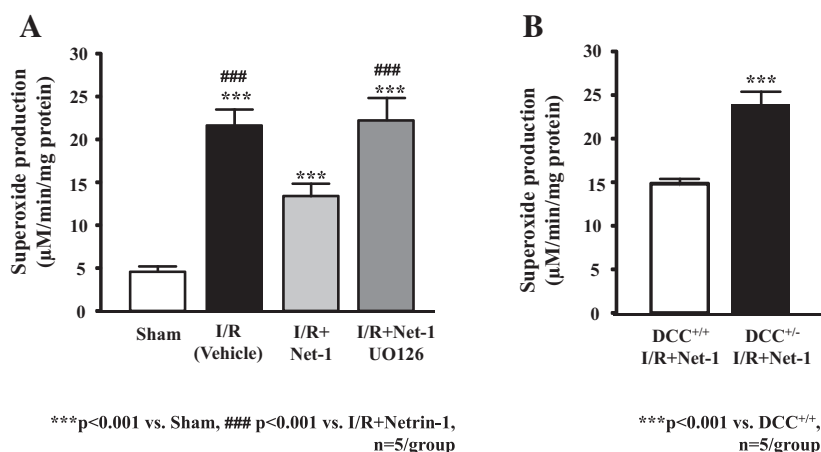 A
Superoxide production
(µM/min/mg protein)
30
25
20
15
10
5
0
###
***
***
###
***
Sham
I/R
(Vehicle)
I/R+
Net-1
I/R+Net-1
UO126
***p<0.001 vs. Sham, ### p<0.001 vs. I/R+Netrin-1,
n=5/group
B
Superoxide production
(µM/min/mg protein)
30
25
20
15
10
5
0
***
DCC+/+
I/R+Net-1
DCC+/-
I/R+Net-1
***p<0.001 vs. DCC+/+,
n=5/group